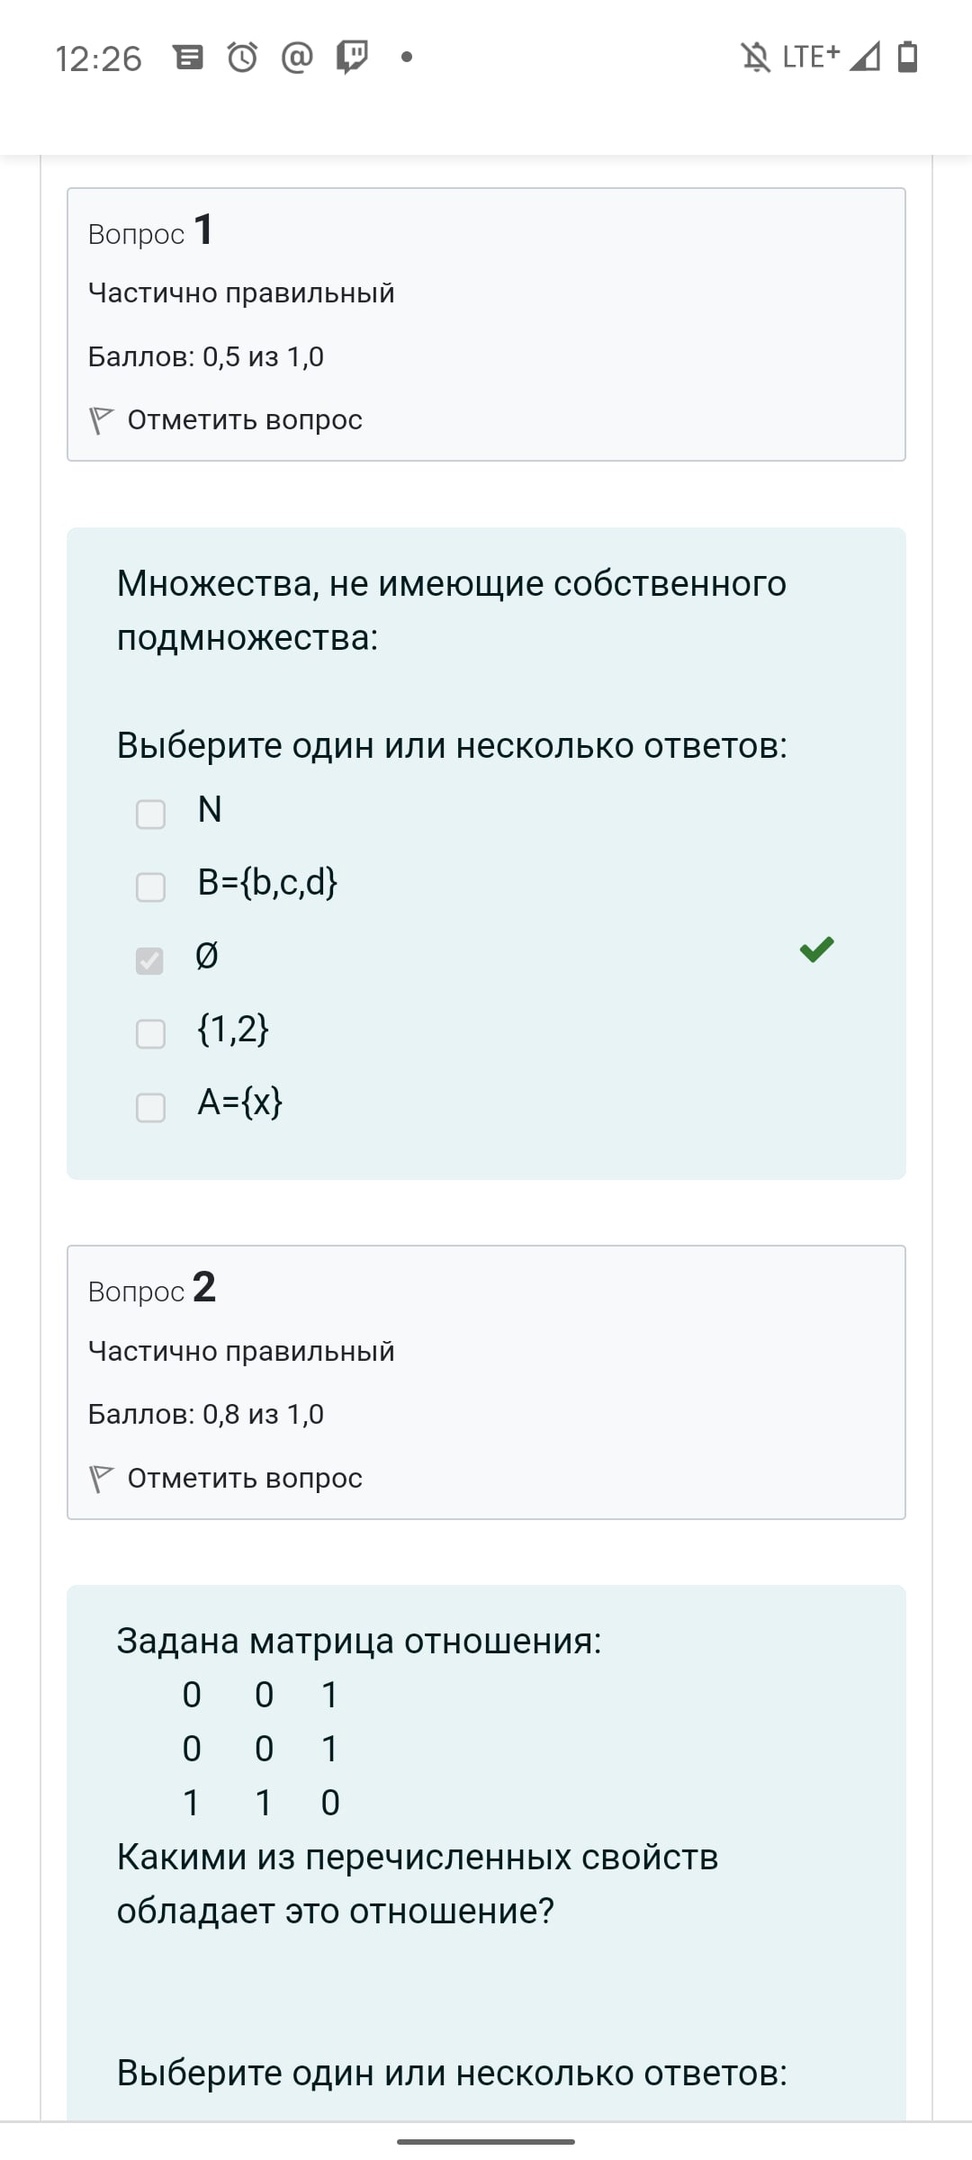 12:26 @ LTE+
Вопрос 1
Частично правильный
Баллов: 0,5 из 1,0
Отметить вопрос
Множества, не имеющие собственного
подмножества:
Выберите один или несколько ответов:
N
B={b,c,d}
Ø
{1,2}
A={x}
Вопрос 2
Частично правильный
Баллов: 0,8 из 1,0
Отметить вопрос
Задана матрица отношения:
0 0 1
0 0 1
1 1 0
Какими из перечисленных свойств
обладает это отношение?
Выберите один или несколько ответов: